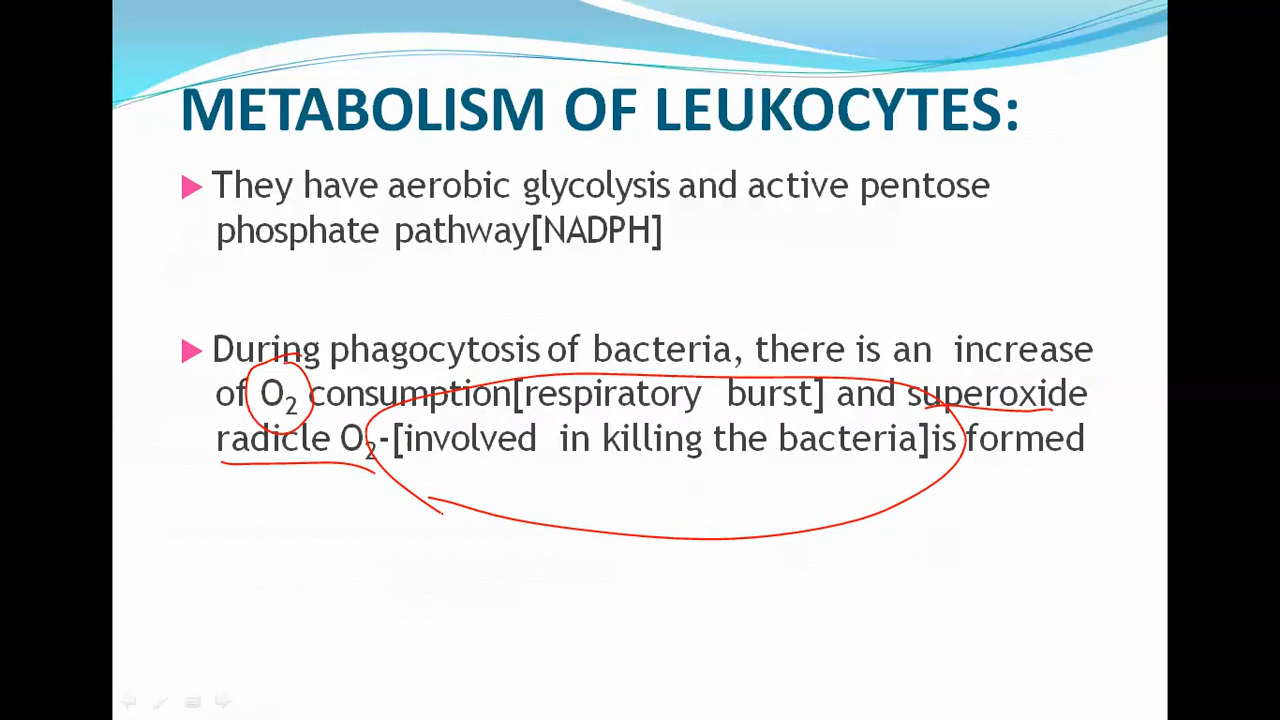 METABOLISM OF LEUKOCYTES:
They have aerobic glycolysis and active pentose
phosphate pathway[NADPH]
During phagocytosis of bacteria, there is an increase
of O₂ consumption[respiratory burst] and superoxide
radicle O₂-[involved in killing the bacteria]is formed